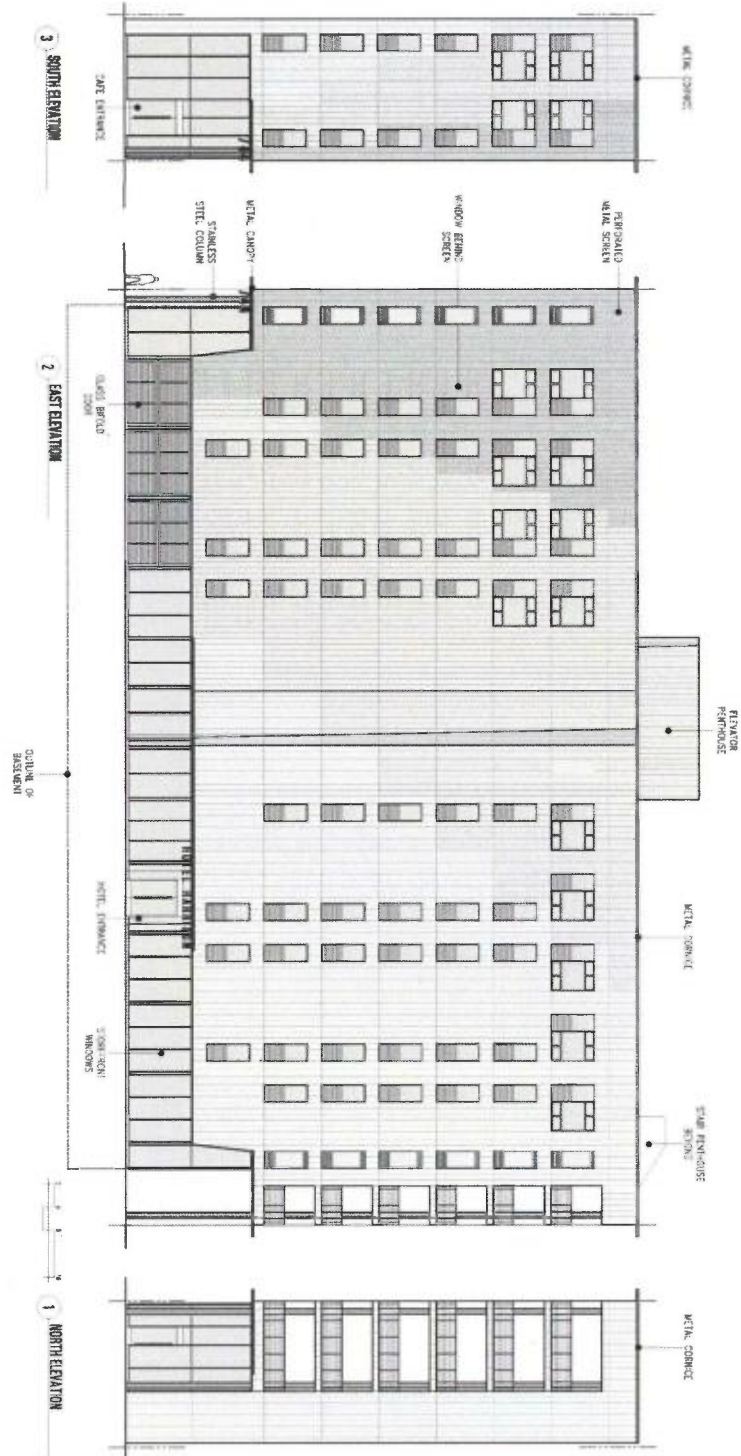 METAL CORNICE
CAFE ENTRANCE
3
SOUTH ELEVATION
PERFORATED
METAL SCREEN
WINDOW BEHIND
SCREEN
METAL CANOPY
STAINLESS
STEEL COLUMN
GLASS BIFOLD
DOOR
2
EAST ELEVATION
ELEVATOR
PENTHOUSE
OUTLINE OF
BASEMENT
HOTEL
HOTEL ENTRANCE
METAL CORNICE
STOREFRONT
WINDOWS
STAIR PENTHOUSE
BEYOND
METAL CORNICE
1
NORTH ELEVATION